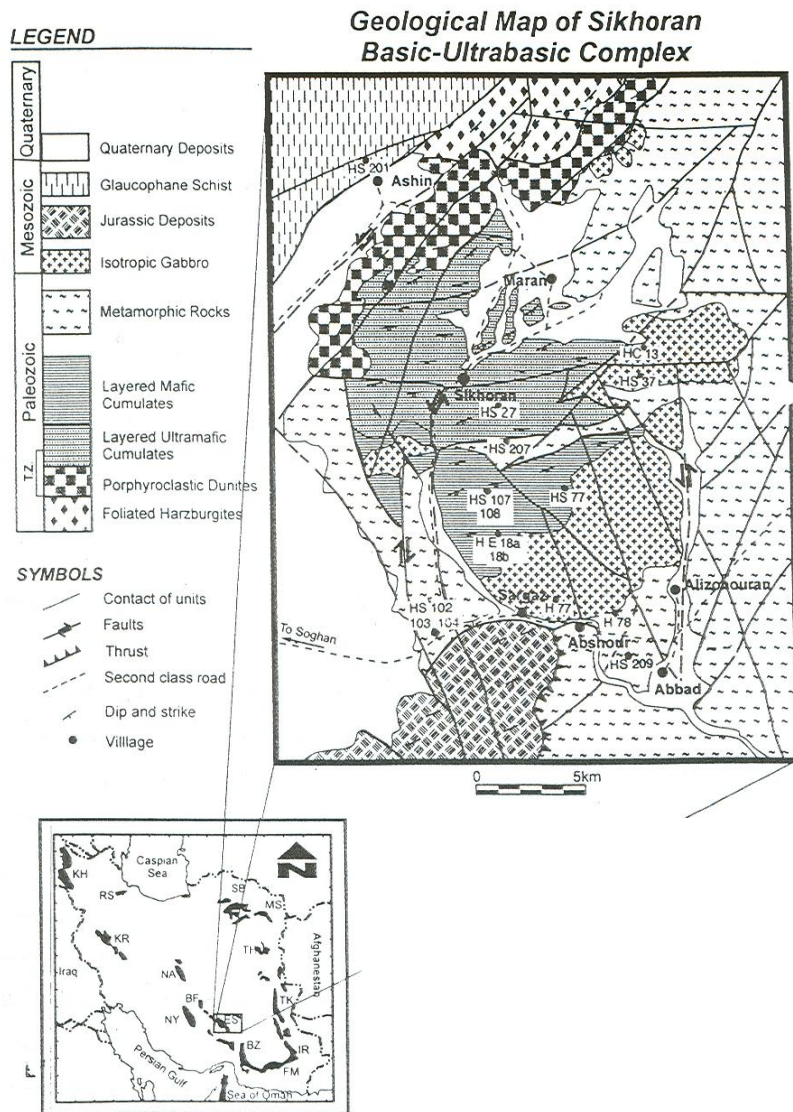 Geological Map of Sikhoran
Basic-Ultrabasic Complex
LEGEND
Quaternary
Mesozoic
Paleozoic
T.Z.
Quaternary Deposits
Glaucophane Schist
Jurassic Deposits
Isotropic Gabbro
Metamorphic Rocks
Layered Mafic
Cumulates
Layered Ultramafic
Cumulates
Porphyroclastic Dunites
Foliated Harzburgites
SYMBOLS
Contact of units
Faults
Thrust
Second class road
Dip and strike
Villlage
HS 201
Ashin
Maran
HC 13
HS 37
Sikhoran
HS 27
HS 207
HS 107
108
HS 77
H E 18a
18b
Sargaz
H 77
H 78
Alizohouran
HS 102
103 104
Abshour
HS 209
Abbad
To Soghan
0 5km
N
Caspian
Sea
KH
RS
SB
MS
KR
TH
Iraq
Afghanestan
NA
BF
TK
NY
ES
BZ
IR
FM
Persian Gulf
Sea of Oman